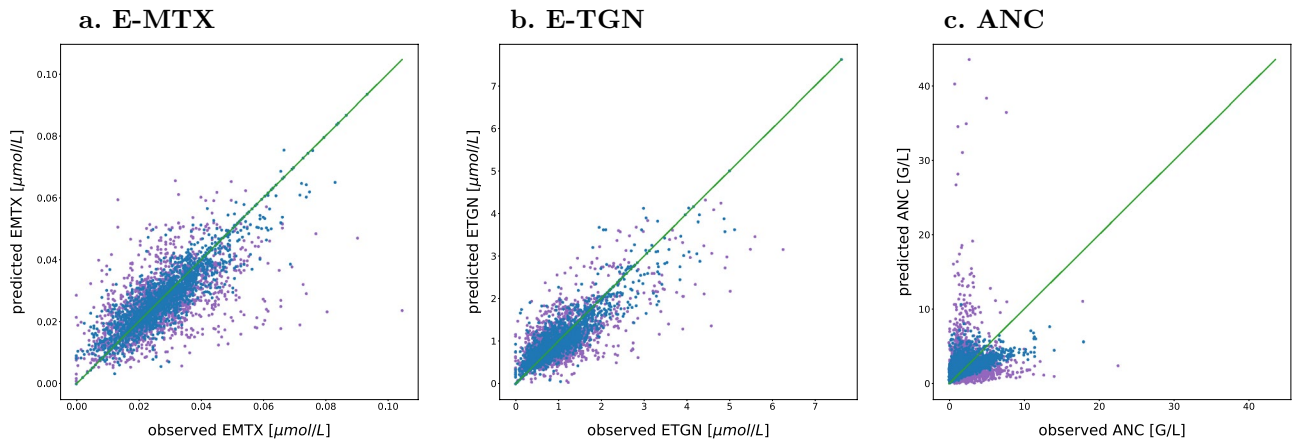 a. E-MTX
predicted EMTX [μmol/L]
0.10
0.08
0.06
0.04
0.02
0.00
0.00 0.02 0.04 0.06 0.08 0.10
observed EMTX [μmol/L]
b. E-TGN
predicted ETGN [μmol/L]
7
6
5
4
3
2
1
0
0 1 2 3 4 5 6 7
observed ETGN [μmol/L]
c. ANC
predicted ANC [G/L]
40
30
20
10
0
0 10 20 30 40
observed ANC [G/L]